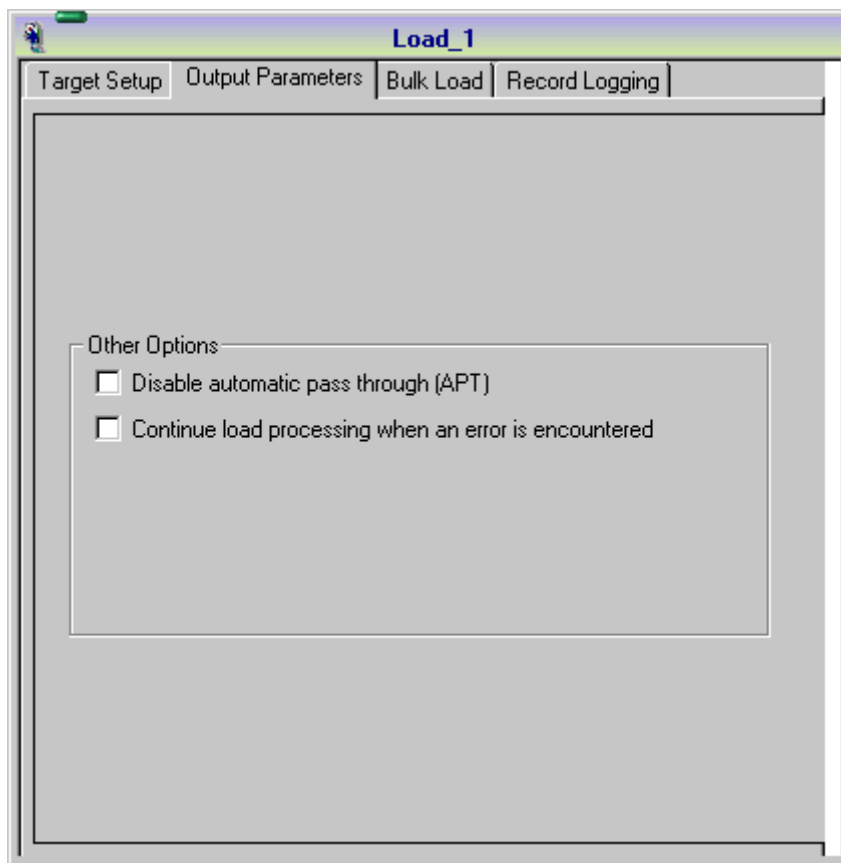 Load_1
Target Setup Output Parameters Bulk Load Record Logging
Other Options
Disable automatic pass through (APT)
Continue load processing when an error is encountered